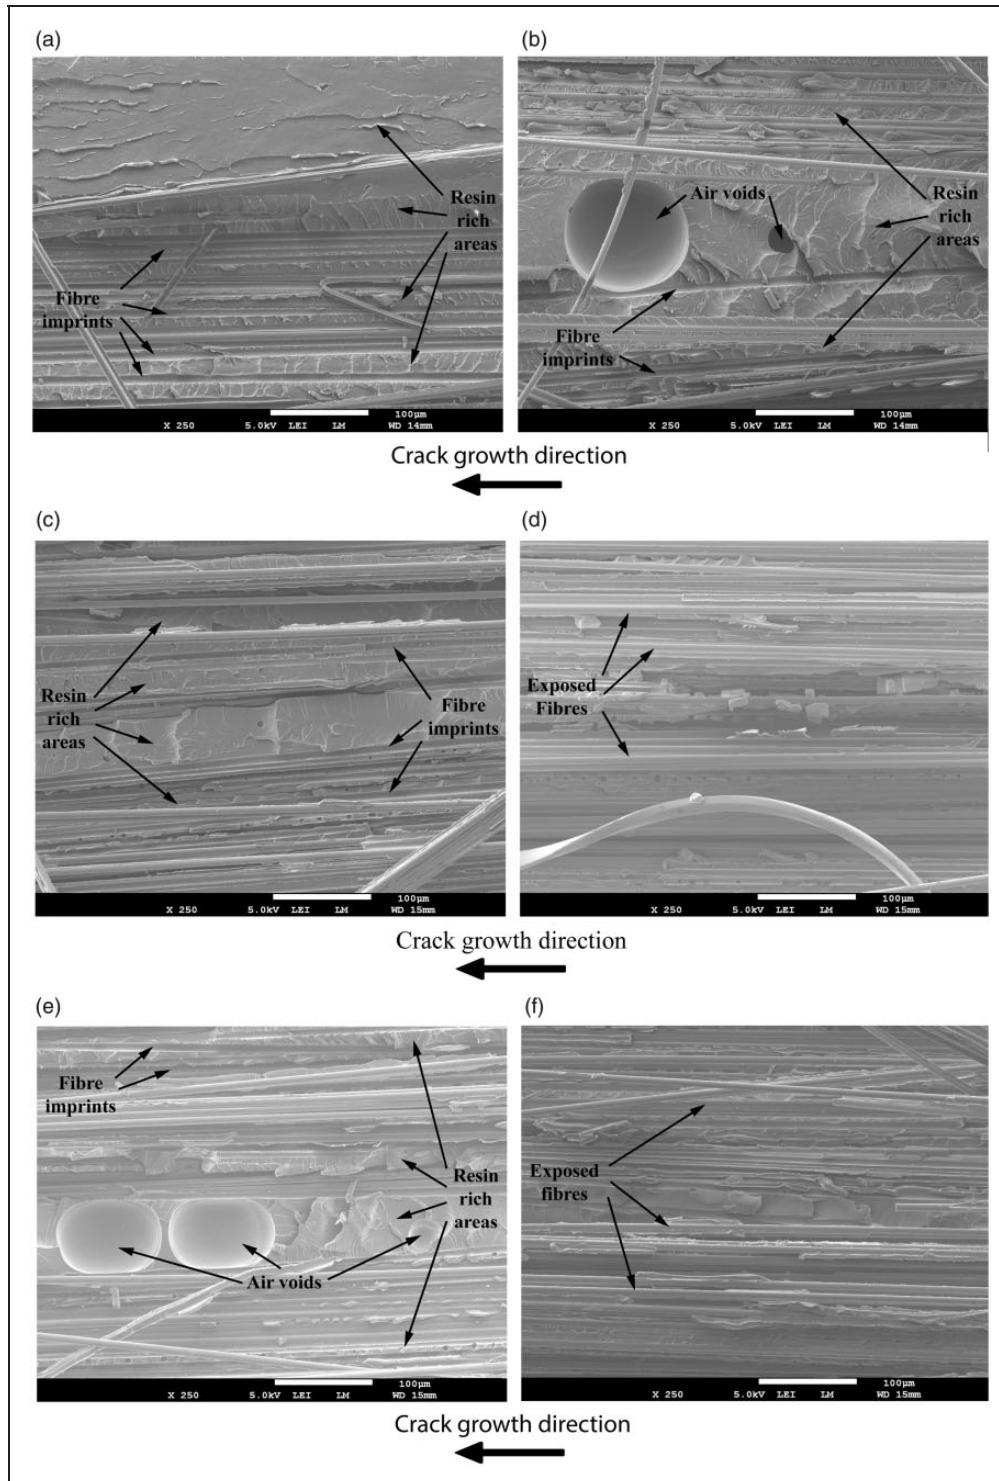 (a)
(b)
Resin
rich
areas
Fibre
imprints
Air voids
Resin
rich
areas
Fibre
imprints
100µm
X 250 5.0kV LEI LM WD 14mm
100µm
X 250 5.0kV LEI LM WD 14mm
Crack growth direction
(c)
(d)
Resin
rich
areas
Fibre
imprints
Exposed
Fibres
100µm
X 250 5.0kV LEI LM WD 15mm
100µm
X 250 5.0kV LEI LM WD 15mm
Crack growth direction
(e)
(f)
Fibre
imprints
Resin
rich
areas
Air voids
Exposed
fibres
100µm
X 250 5.0kV LEI LM WD 15mm
100µm
X 250 5.0kV LEI LM WD 15mm
Crack growth direction